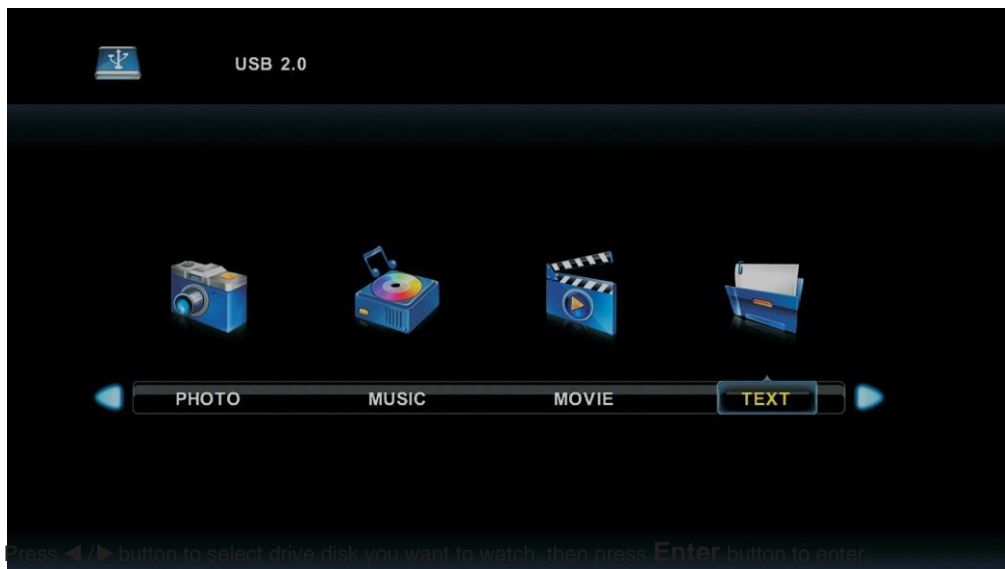 USB 2.0
PHOTO MUSIC MOVIE TEXT
Press ◀/▶ button to select drive disk you want to watch, then press Enter button to enter.